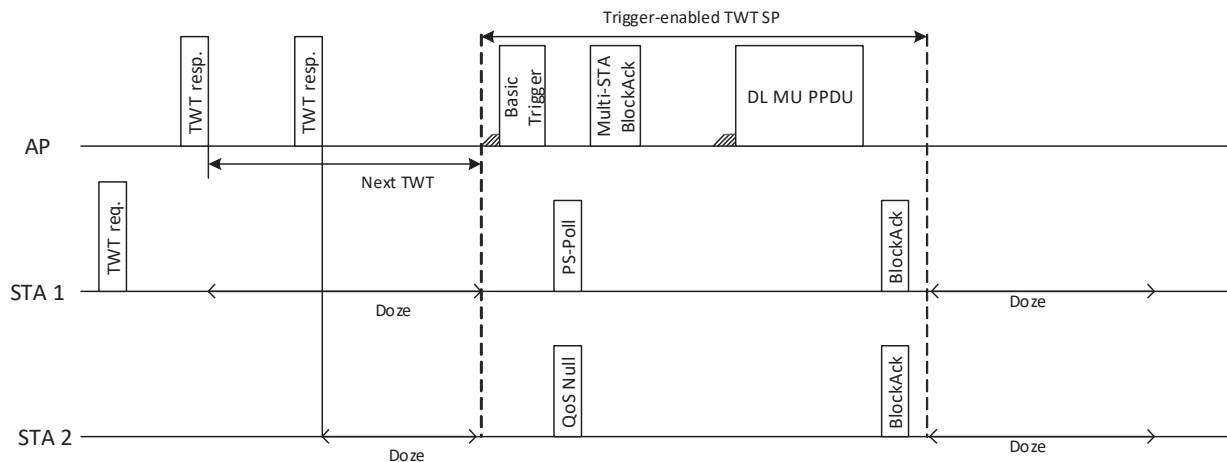 Trigger-enabled TWT SP
TWT resp.
TWT resp.
Basic
Trigger
Multi-STA
BlockAck
DL MU PPDU
AP
Next TWT
TWT req.
PS-Poll
BlockAck
STA 1
Doze
Doze
QoS Null
BlockAck
STA 2
Doze
Doze